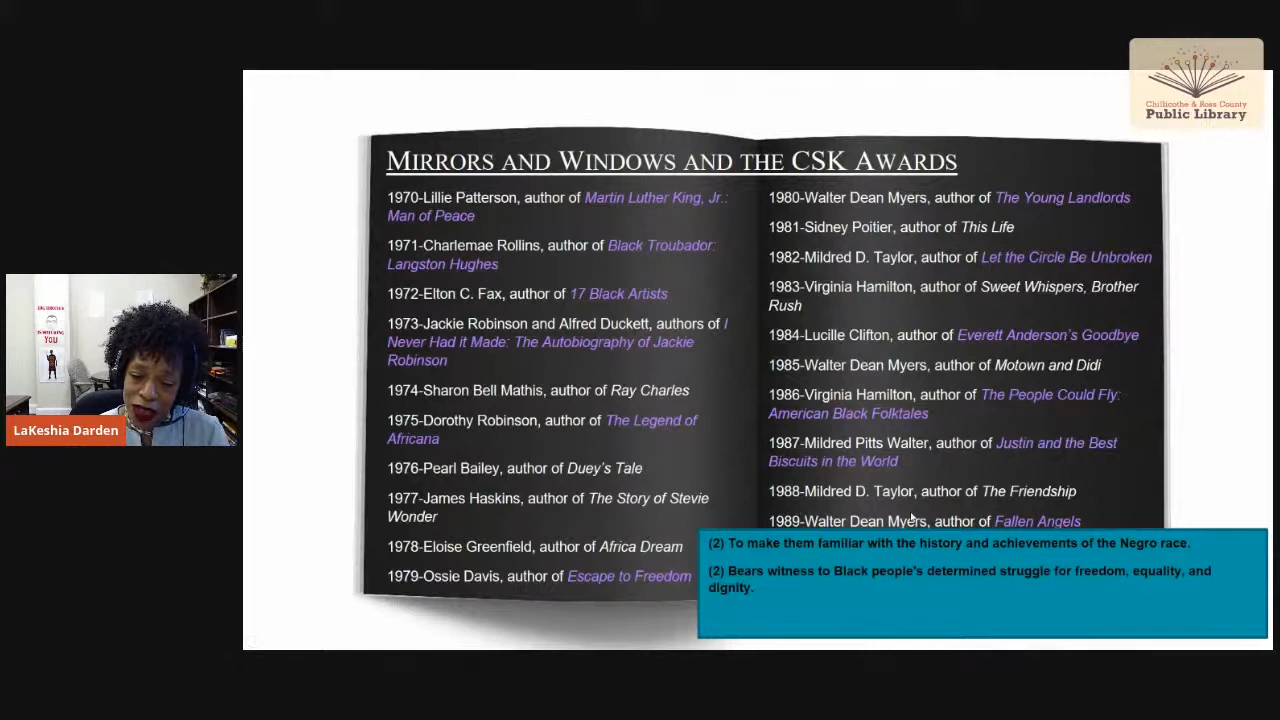 Chillicothe & Ross County
Public Library
MIRRORS AND WINDOWS AND THE CSK AWARDS
1970-Lillie Patterson, author of Martin Luther King, Jr.:
Man of Peace
1971-Charlemae Rollins, author of Black Troubador:
Langston Hughes
1972-Elton C. Fax, author of 17 Black Artists
1973-Jackie Robinson and Alfred Duckett, authors of I
Never Had it Made: The Autobiography of Jackie
Robinson
1974-Sharon Bell Mathis, author of Ray Charles
1975-Dorothy Robinson, author of The Legend of
Africana
1976-Pearl Bailey, author of Duey's Tale
1977-James Haskins, author of The Story of Stevie
Wonder
1978-Eloise Greenfield, author of Africa Dream
1979-Ossie Davis, author of Escape to Freedom
1980-Walter Dean Myers, author of The Young Landlords
1981-Sidney Poitier, author of This Life
1982-Mildred D. Taylor, author of Let the Circle Be Unbroken
1983-Virginia Hamilton, author of Sweet Whispers, Brother
Rush
1984-Lucille Clifton, author of Everett Anderson's Goodbye
1985-Walter Dean Myers, author of Motown and Didi
1986-Virginia Hamilton, author of The People Could Fly:
American Black Folktales
1987-Mildred Pitts Walter, author of Justin and the Best
Biscuits in the World
1988-Mildred D. Taylor, author of The Friendship
1989-Walter Dean Myers, author of Fallen Angels
(2) To make them familiar with the history and achievements of the Negro race.
(2) Bears witness to Black people's determined struggle for freedom, equality, and
dignity.
BIG BROTHER
IS WATCHING
YOU
LaKeshia Darden